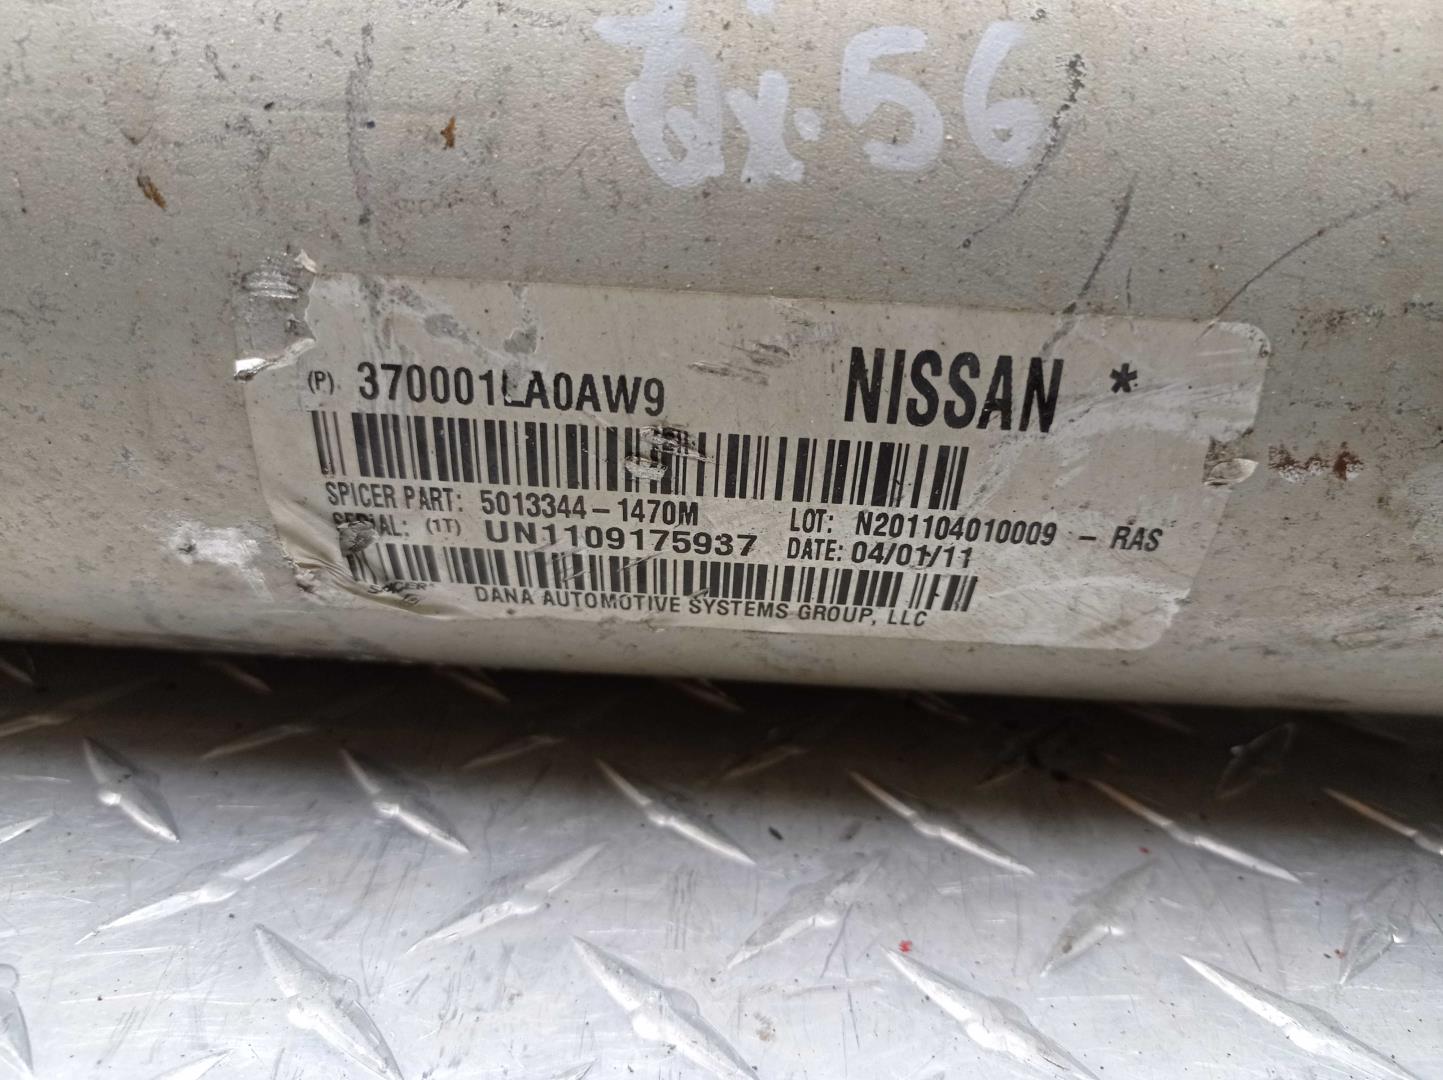 Qx.56
(P) 370001LA0AW9 NISSAN *
SPICER PART: 5013344-1470M LOT: N201104010009 - RAS
SERIAL: (1T) UN1109175937 DATE: 04/01/11
SPICER
DANA AUTOMOTIVE SYSTEMS GROUP, LLC